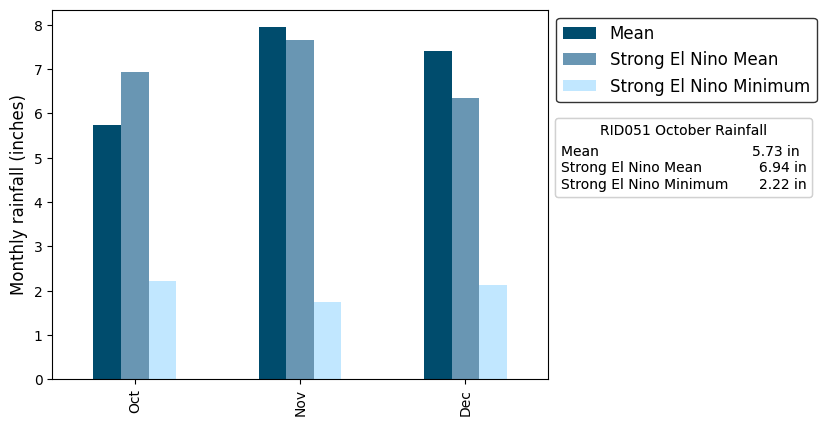 8
7
6
5
4
3
2
1
0
Monthly rainfall (inches)
Oct
Nov
Dec
Mean
Strong El Nino Mean
Strong El Nino Minimum
RID051 October Rainfall
Mean 5.73 in
Strong El Nino Mean 6.94 in
Strong El Nino Minimum 2.22 in